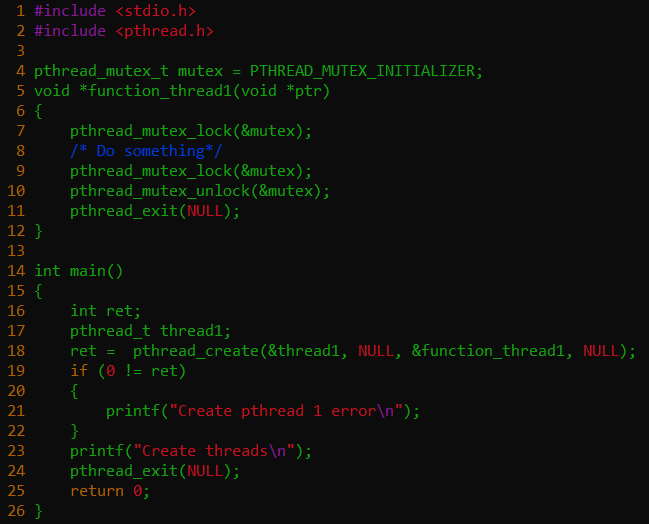 1 #include <stdio.h>
2 #include <pthread.h>
3
4 pthread_mutex_t mutex = PTHREAD_MUTEX_INITIALIZER;
5 void *function_thread1(void *ptr)
6 {
7     pthread_mutex_lock(&mutex);
8     /* Do something*/
9     pthread_mutex_lock(&mutex);
10     pthread_mutex_unlock(&mutex);
11     pthread_exit(NULL);
12 }
13
14 int main()
15 {
16     int ret;
17     pthread_t thread1;
18     ret =  pthread_create(&thread1, NULL, &function_thread1, NULL);
19     if (0 != ret)
20     {
21         printf("Create pthread 1 error\n");
22     }
23     printf("Create threads\n");
24     pthread_exit(NULL);
25     return 0;
26 }